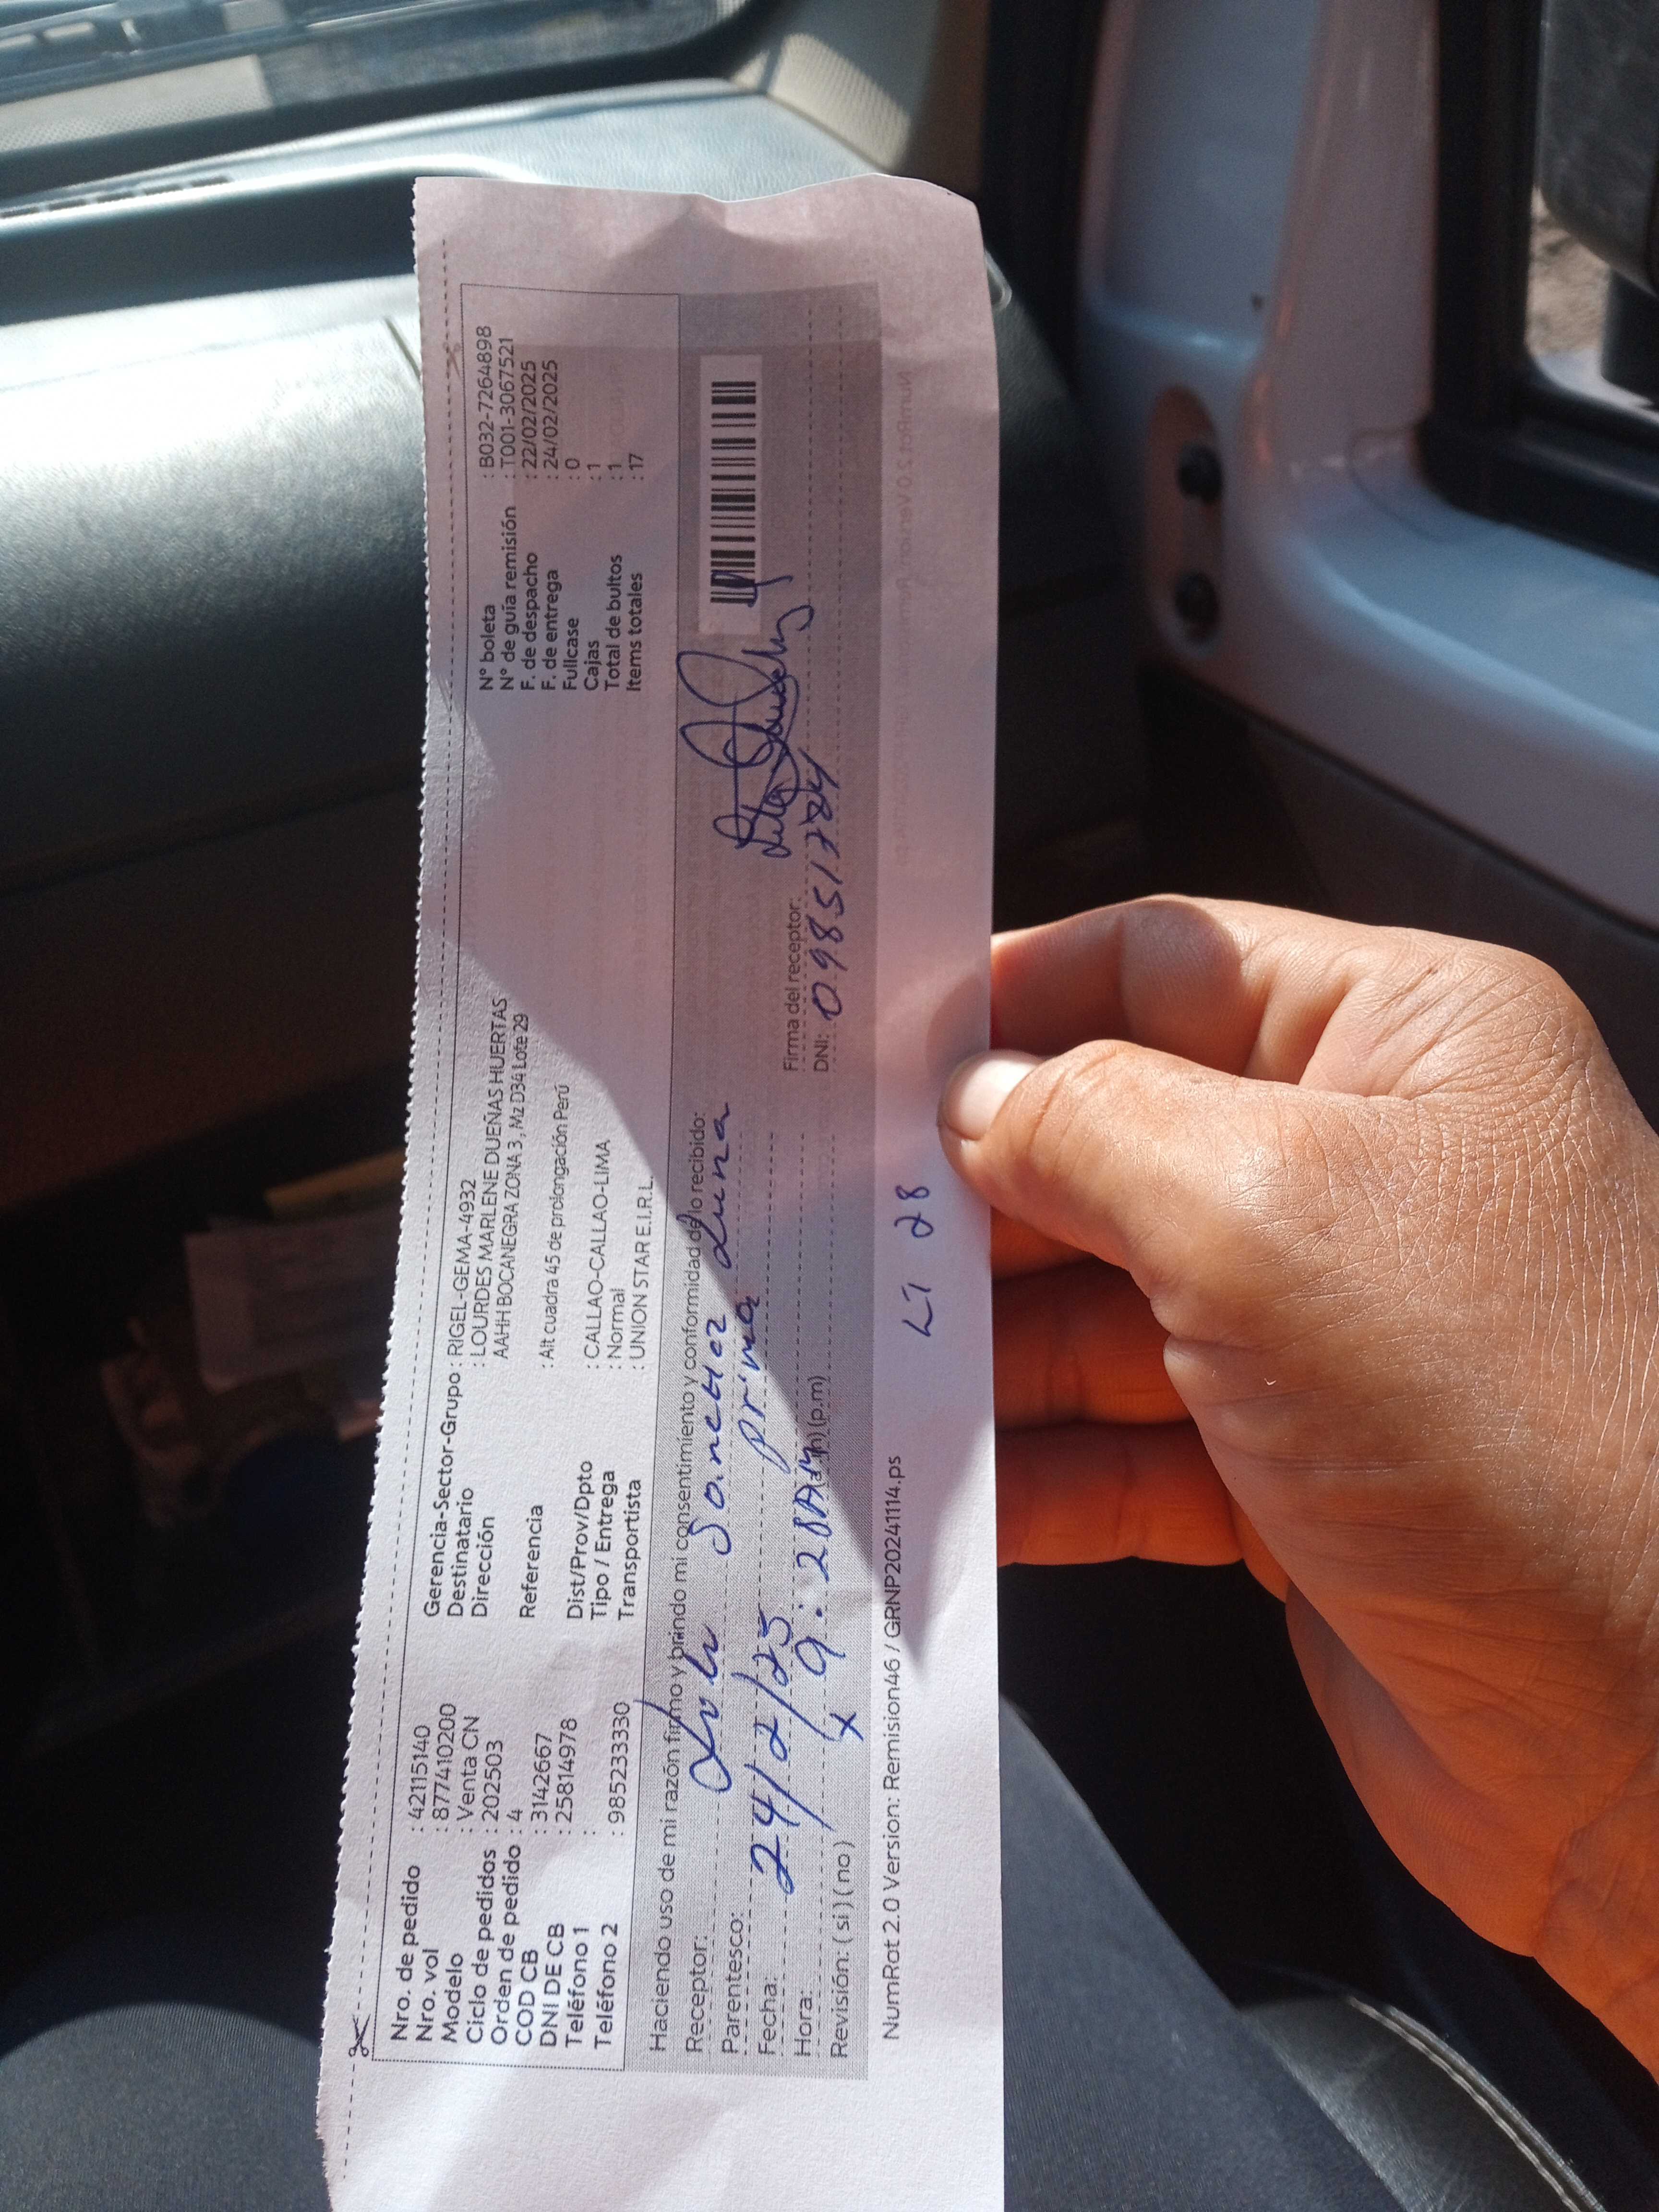 Nro. de pedido : 42115140
Nro. vol : 877410200
Modelo : Venta CN
Ciclo de pedidos : 202503
Orden de pedido : 4
COD CB : 3142667
DNI DE CB : 25814978
Teléfono 1 :
Teléfono 2 : 985233330
Gerencia-Sector-Grupo : RIGEL-GEMA-4932
Destinatario : LOURDES MARLENE DUEÑAS HUERTAS
Dirección AAHH BOCANEGRA ZONA 3, Mz D34 Lote 29
Referencia : Alt cuadra 45 de prolongación Perú
Dist/Prov/Dpto : CALLAO-CALLAO-LIMA
Tipo / Entrega : Normal
Transportista : UNION STAR E.I.R.L.
N° boleta : B032-7264898
N° de guía remisión : T001-3067521
F. de despacho : 22/02/2025
F. de entrega : 24/02/2025
Fullcase : 0
Cajas : 1
Total de bultos : 1
Items totales : 17
Haciendo uso de mi razón firmo y brindo mi consentimiento y conformidad de lo recibido:
Receptor: Sanchez Luna
Parentesco: prima
Fecha: 24/2/25
Hora: 9:28AM (a.m) (p.m)
Revisión: ( si ) ( no ) x
Firma del receptor:
DNI: 09851724
NumRot 2.0 Version: Remision46 / GRNP20241114.ps
LT 28